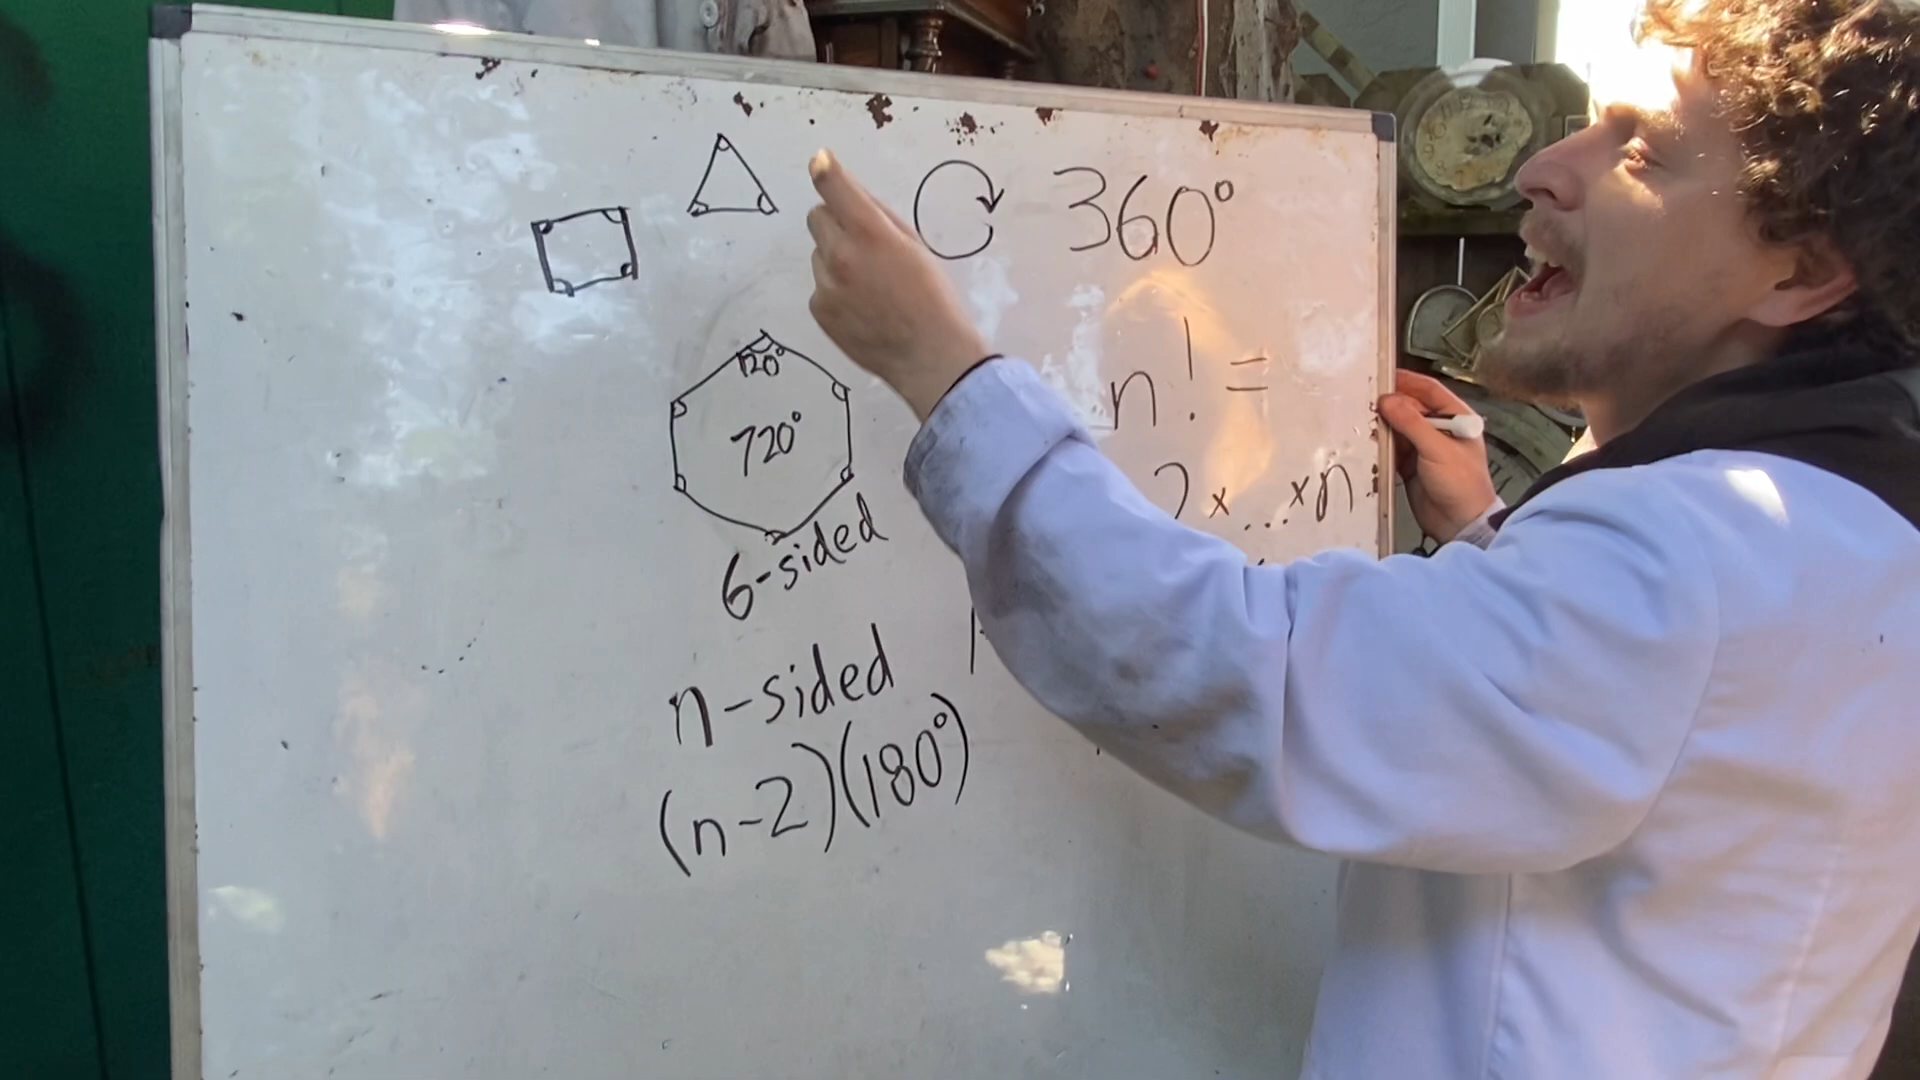 360°
120°
720°
n! =
2 × ... × n
6-sided
n-sided
(n-2)(180°)